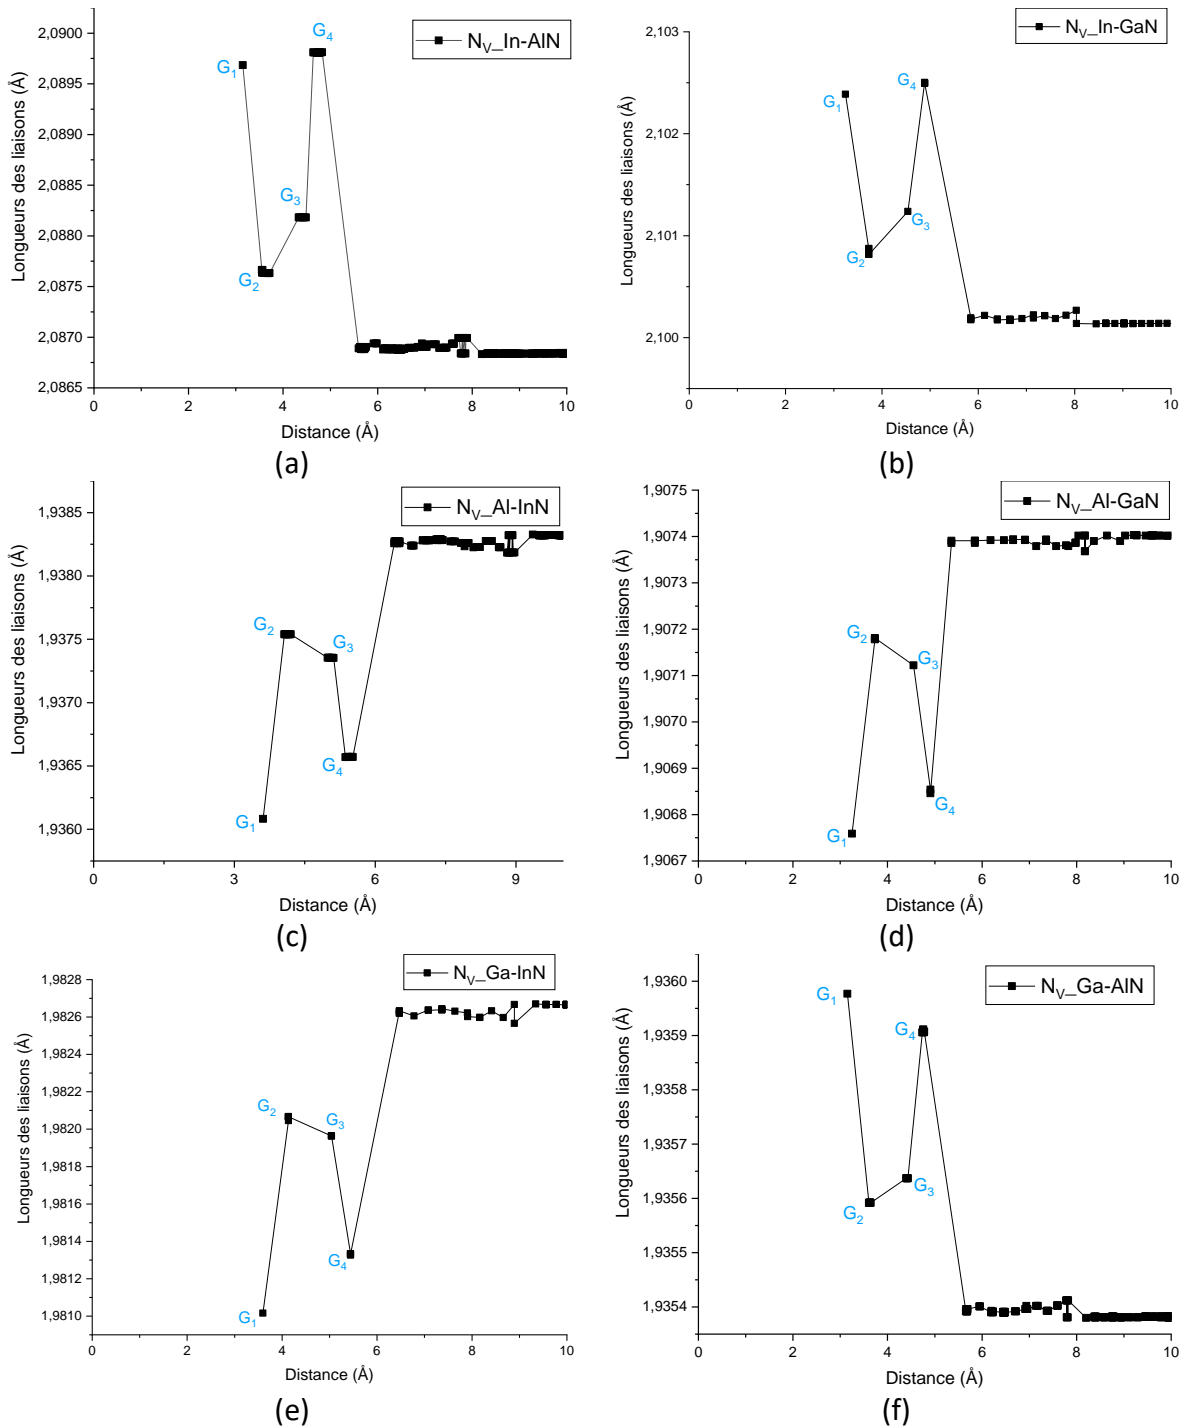 2,0900
2,0895
2,0890
2,0885
2,0880
2,0875
2,0870
2,0865
Longueurs des liaisons (Å)
G4
N_V_In-AlN
G1
G3
G2
0 2 4 6 8 10
Distance (Å)
(a)
2,103
2,102
2,101
2,100
Longueurs des liaisons (Å)
N_V_In-GaN
G4
G1
G3
G2
0 2 4 6 8 10
Distance (Å)
(b)
1,9385
1,9380
1,9375
1,9370
1,9365
1,9360
Longueurs des liaisons (Å)
N_V_Al-InN
G2
G3
G4
G1
0 3 6 9
Distance (Å)
(c)
1,9075
1,9074
1,9073
1,9072
1,9071
1,9070
1,9069
1,9068
1,9067
Longueurs des liaisons (Å)
N_V_Al-GaN
G2
G3
G4
G1
0 2 4 6 8 10
Distance (Å)
(d)
1,9828
1,9826
1,9824
1,9822
1,9820
1,9818
1,9816
1,9814
1,9812
1,9810
Longueurs des liaisons (Å)
N_V_Ga-InN
G2
G3
G4
G1
0 2 4 6 8 10
Distance (Å)
(e)
1,9360
1,9359
1,9358
1,9357
1,9356
1,9355
1,9354
Longueurs des liaisons (Å)
N_V_Ga-AlN
G1
G4
G3
G2
0 2 4 6 8 10
Distance (Å)
(f)